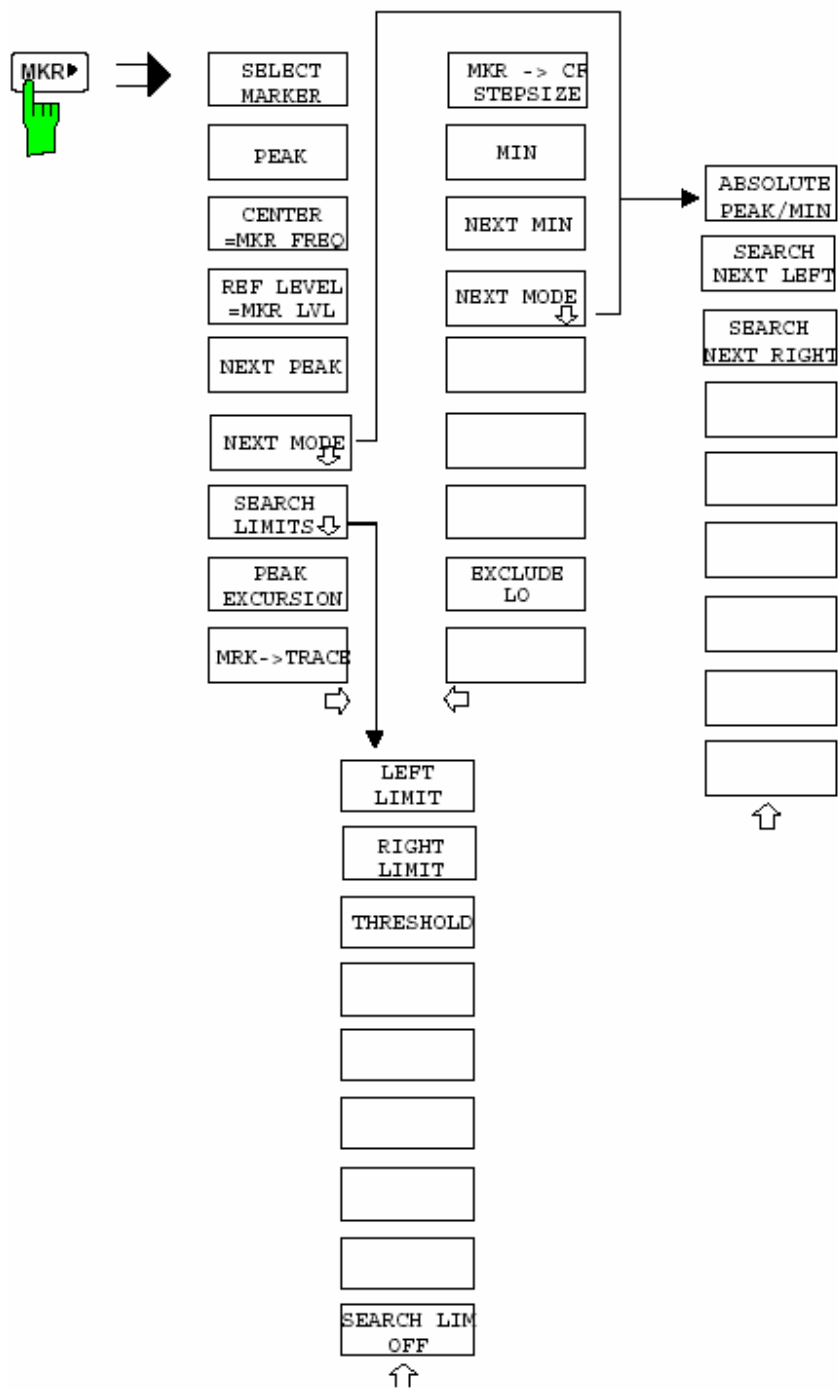 MKR
SELECT
MARKER
PEAK
CENTER
=MKR FREQ
REF LEVEL
=MKR LVL
NEXT PEAK
NEXT MODE
SEARCH
LIMITS
PEAK
EXCURSION
MRK->TRACE
MKR -> CF
STEPSIZE
MIN
NEXT MIN
NEXT MODE
EXCLUDE
LO
ABSOLUTE
PEAK/MIN
SEARCH
NEXT LEFT
SEARCH
NEXT RIGHT
LEFT
LIMIT
RIGHT
LIMIT
THRESHOLD
SEARCH LIM
OFF